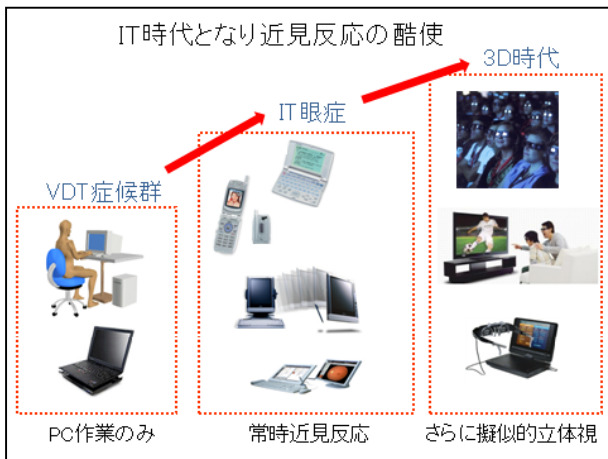 IT時代となり近見反応の酷使
3D時代
IT眼症
VDT症候群
PC作業のみ
常時近見反応
さらに擬似的立体視